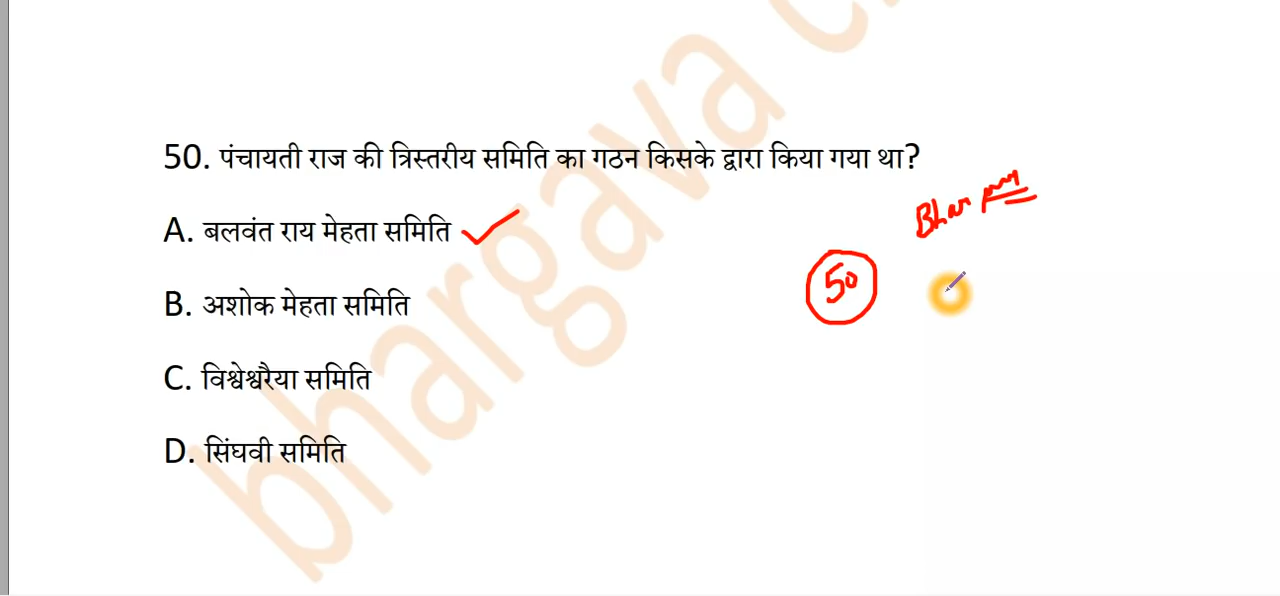 50. पंचायती राज की त्रिस्तरीय समिति का गठन किसके द्वारा किया गया था?
A. बलवंत राय मेहता समिति
B. अशोक मेहता समिति
50
C. विश्वेश्वरैया समिति
D. सिंघवी समिति
bhargava